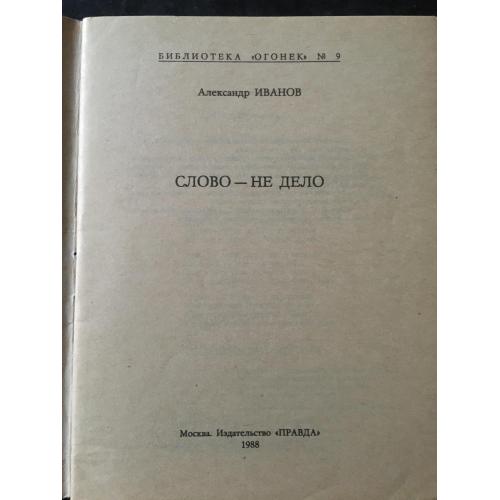 БИБЛИОТЕКА «ОГОНЕК» № 9
Александр ИВАНОВ
СЛОВО — НЕ ДЕЛО
Москва. Издательство «ПРАВДА»
1988